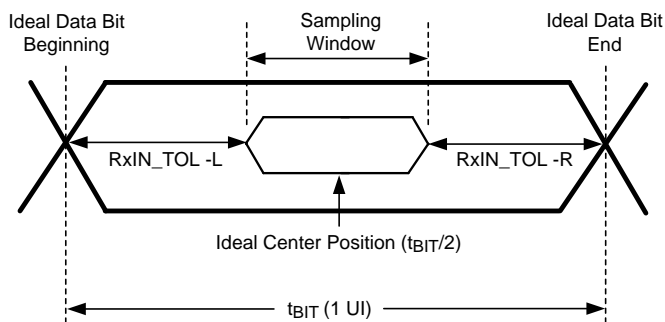 Ideal Data Bit
Beginning
Sampling
Window
Ideal Data Bit
End
RxIN_TOL -L
RxIN_TOL -R
Ideal Center Position (tBIT/2)
tBIT (1 UI)